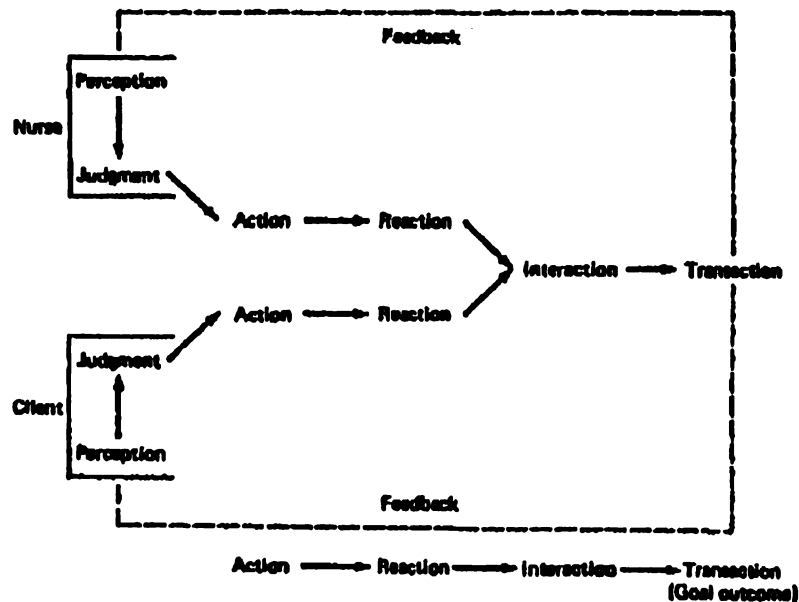 Feedback
Perception
Nurse
Judgment
Action Reaction
Interaction Transaction
Action Reaction
Judgment
Client
Perception
Feedback
Action Reaction Interaction Transaction
(Goal outcome)